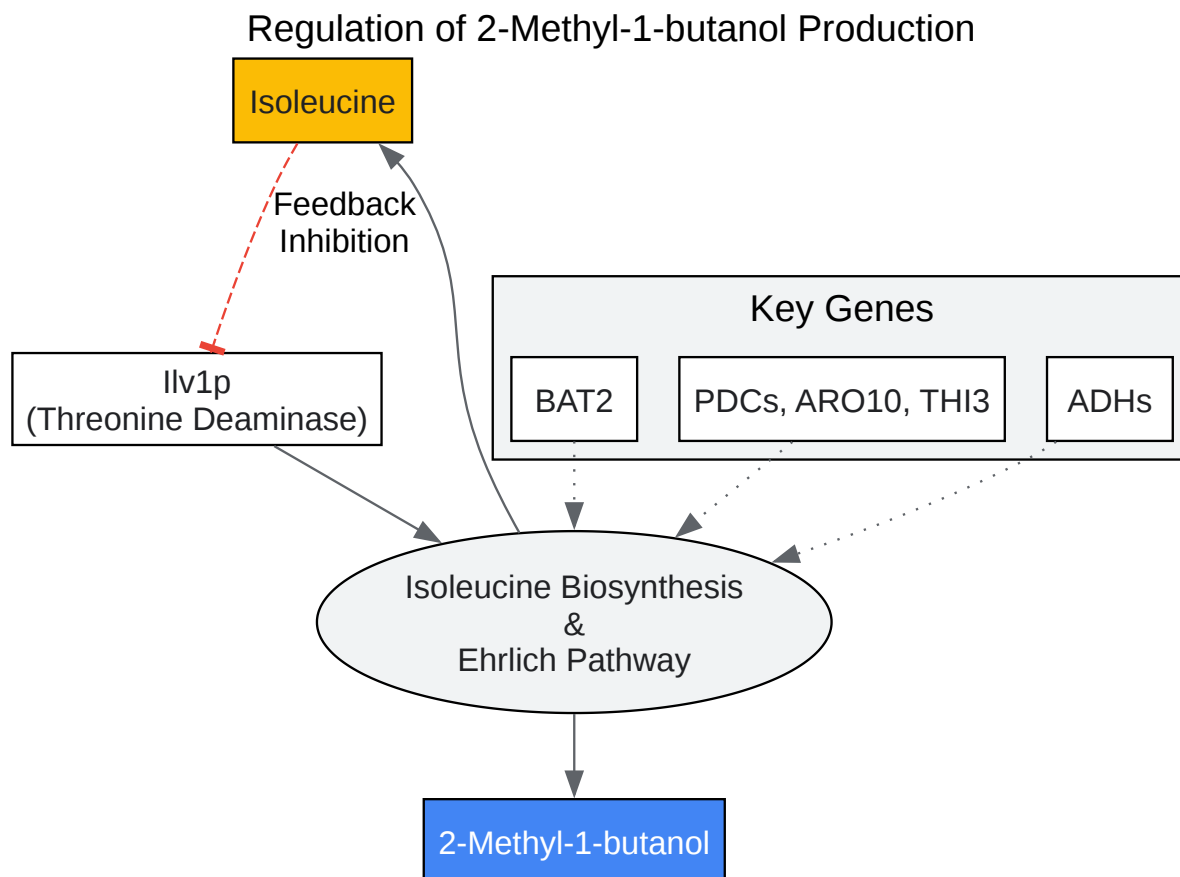 Regulation of 2-Methyl-1-butanol Production
Isoleucine
Feedback
Inhibition
Key Genes
Ilv1p
(Threonine Deaminase)
BAT2
PDCs, ARO10, THI3
ADHs
Isoleucine Biosynthesis
&
Ehrlich Pathway
2-Methyl-1-butanol